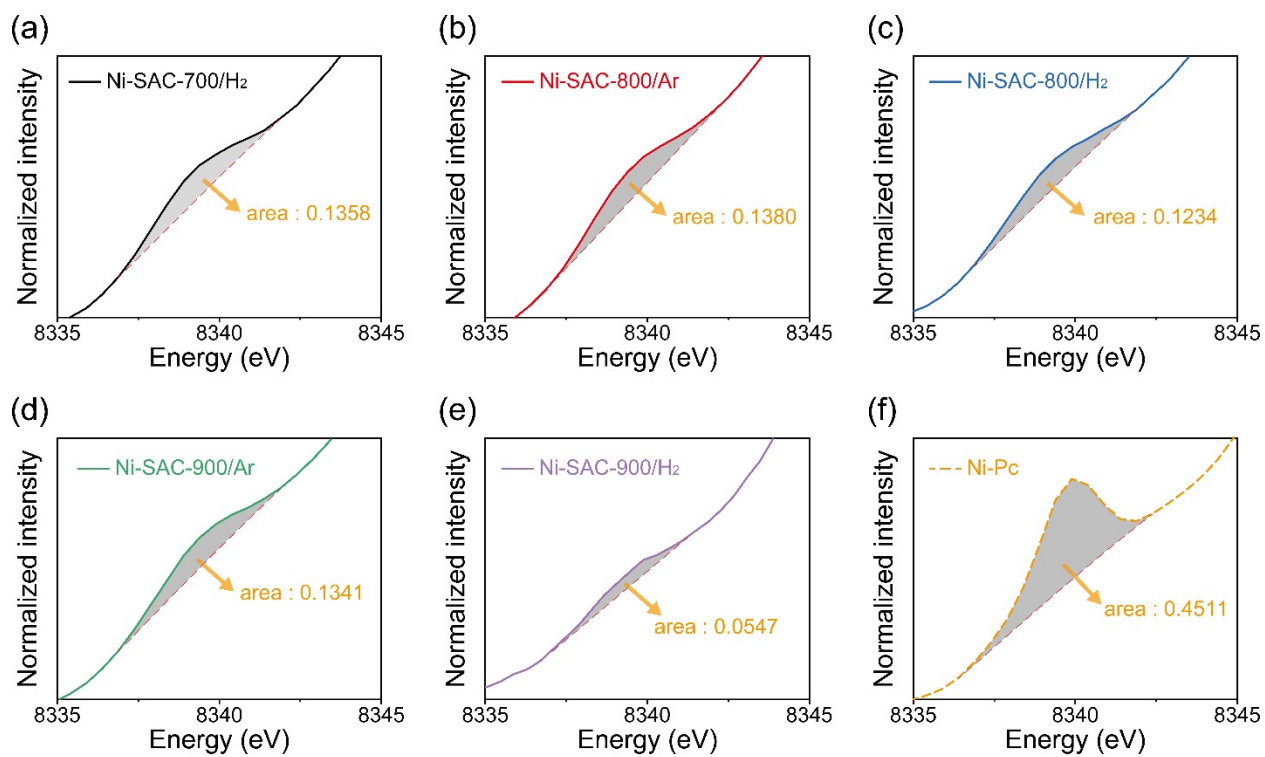 (a)
Ni-SAC-700/H₂
area : 0.1358
Normalized intensity
8335
8340
8345
Energy (eV)
(b)
Ni-SAC-800/Ar
area : 0.1380
Normalized intensity
8335
8340
8345
Energy (eV)
(c)
Ni-SAC-800/H₂
area : 0.1234
Normalized intensity
8335
8340
8345
Energy (eV)
(d)
Ni-SAC-900/Ar
area : 0.1341
Normalized intensity
8335
8340
8345
Energy (eV)
(e)
Ni-SAC-900/H₂
area : 0.0547
Normalized intensity
8335
8340
8345
Energy (eV)
(f)
Ni-Pc
area : 0.4511
Normalized intensity
8335
8340
8345
Energy (eV)